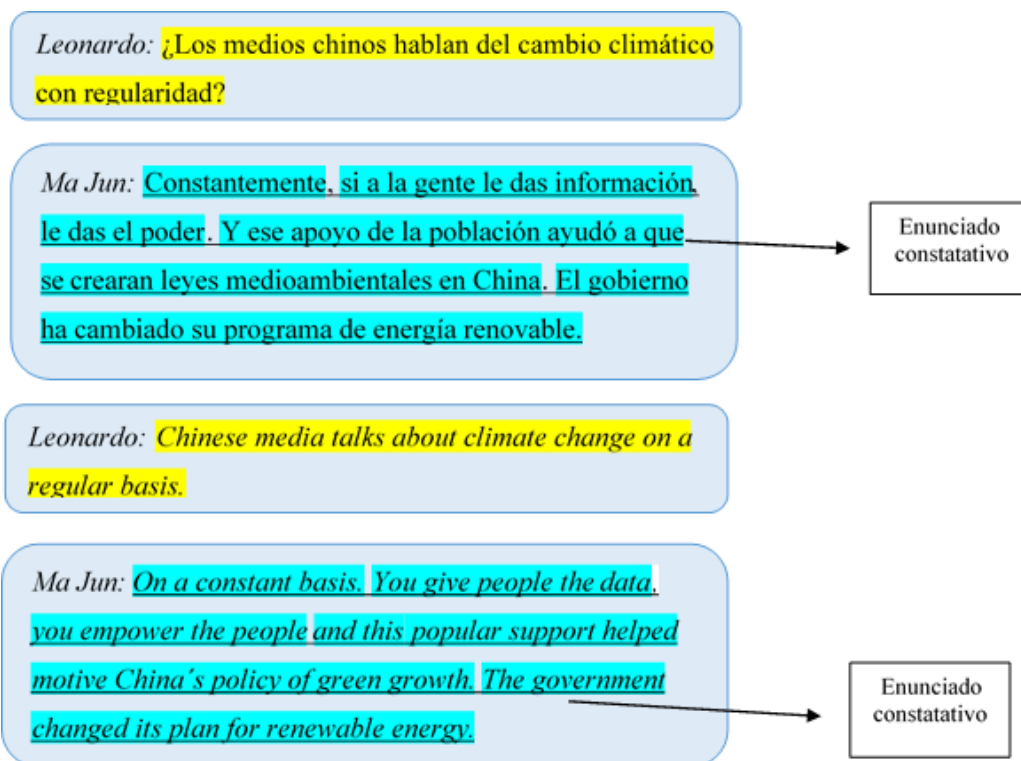 Leonardo: ¿Los medios chinos hablan del cambio climático
con regularidad?
Ma Jun: Constantemente, si a la gente le das información,
le das el poder. Y ese apoyo de la población ayudó a que
se crearan leyes medioambientales en China. El gobierno
ha cambiado su programa de energía renovable.
Enunciado
constatativo
Leonardo: Chinese media talks about climate change on a
regular basis.
Ma Jun: On a constant basis. You give people the data,
you empower the people and this popular support helped
motive China´s policy of green growth. The government
changed its plan for renewable energy.
Enunciado
constatativo